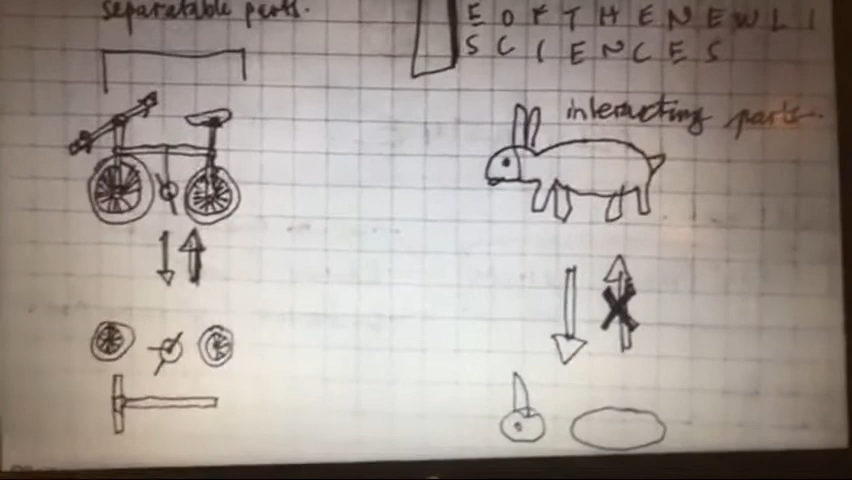 separatable parts.
E O F T H E N E W L I
S C I E N C E S
interacting parts.